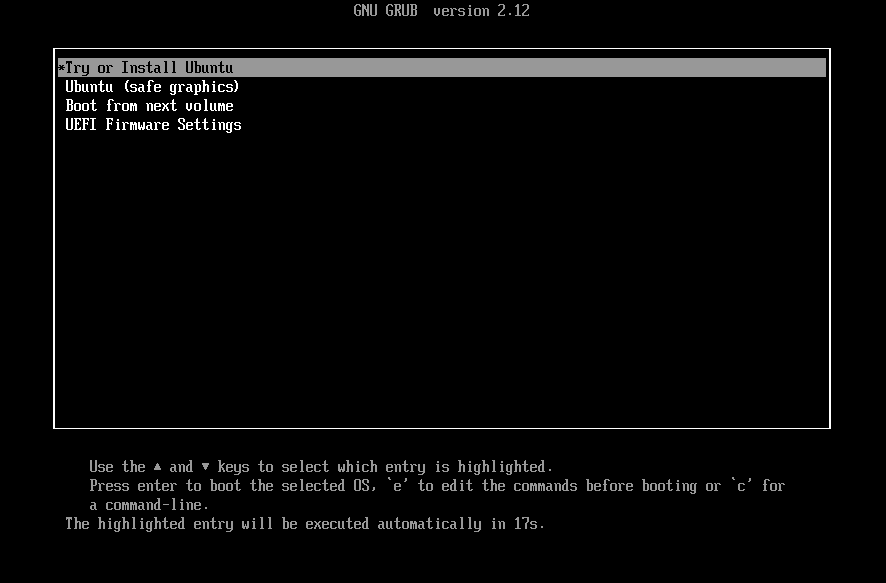 GNU GRUB  version 2.12
*Try or Install Ubuntu
Ubuntu (safe graphics)
Boot from next volume
UEFI Firmware Settings
Use the ▲ and ▼ keys to select which entry is highlighted.
Press enter to boot the selected OS, `e' to edit the commands before booting or `c' for
a command-line.
The highlighted entry will be executed automatically in 17s.